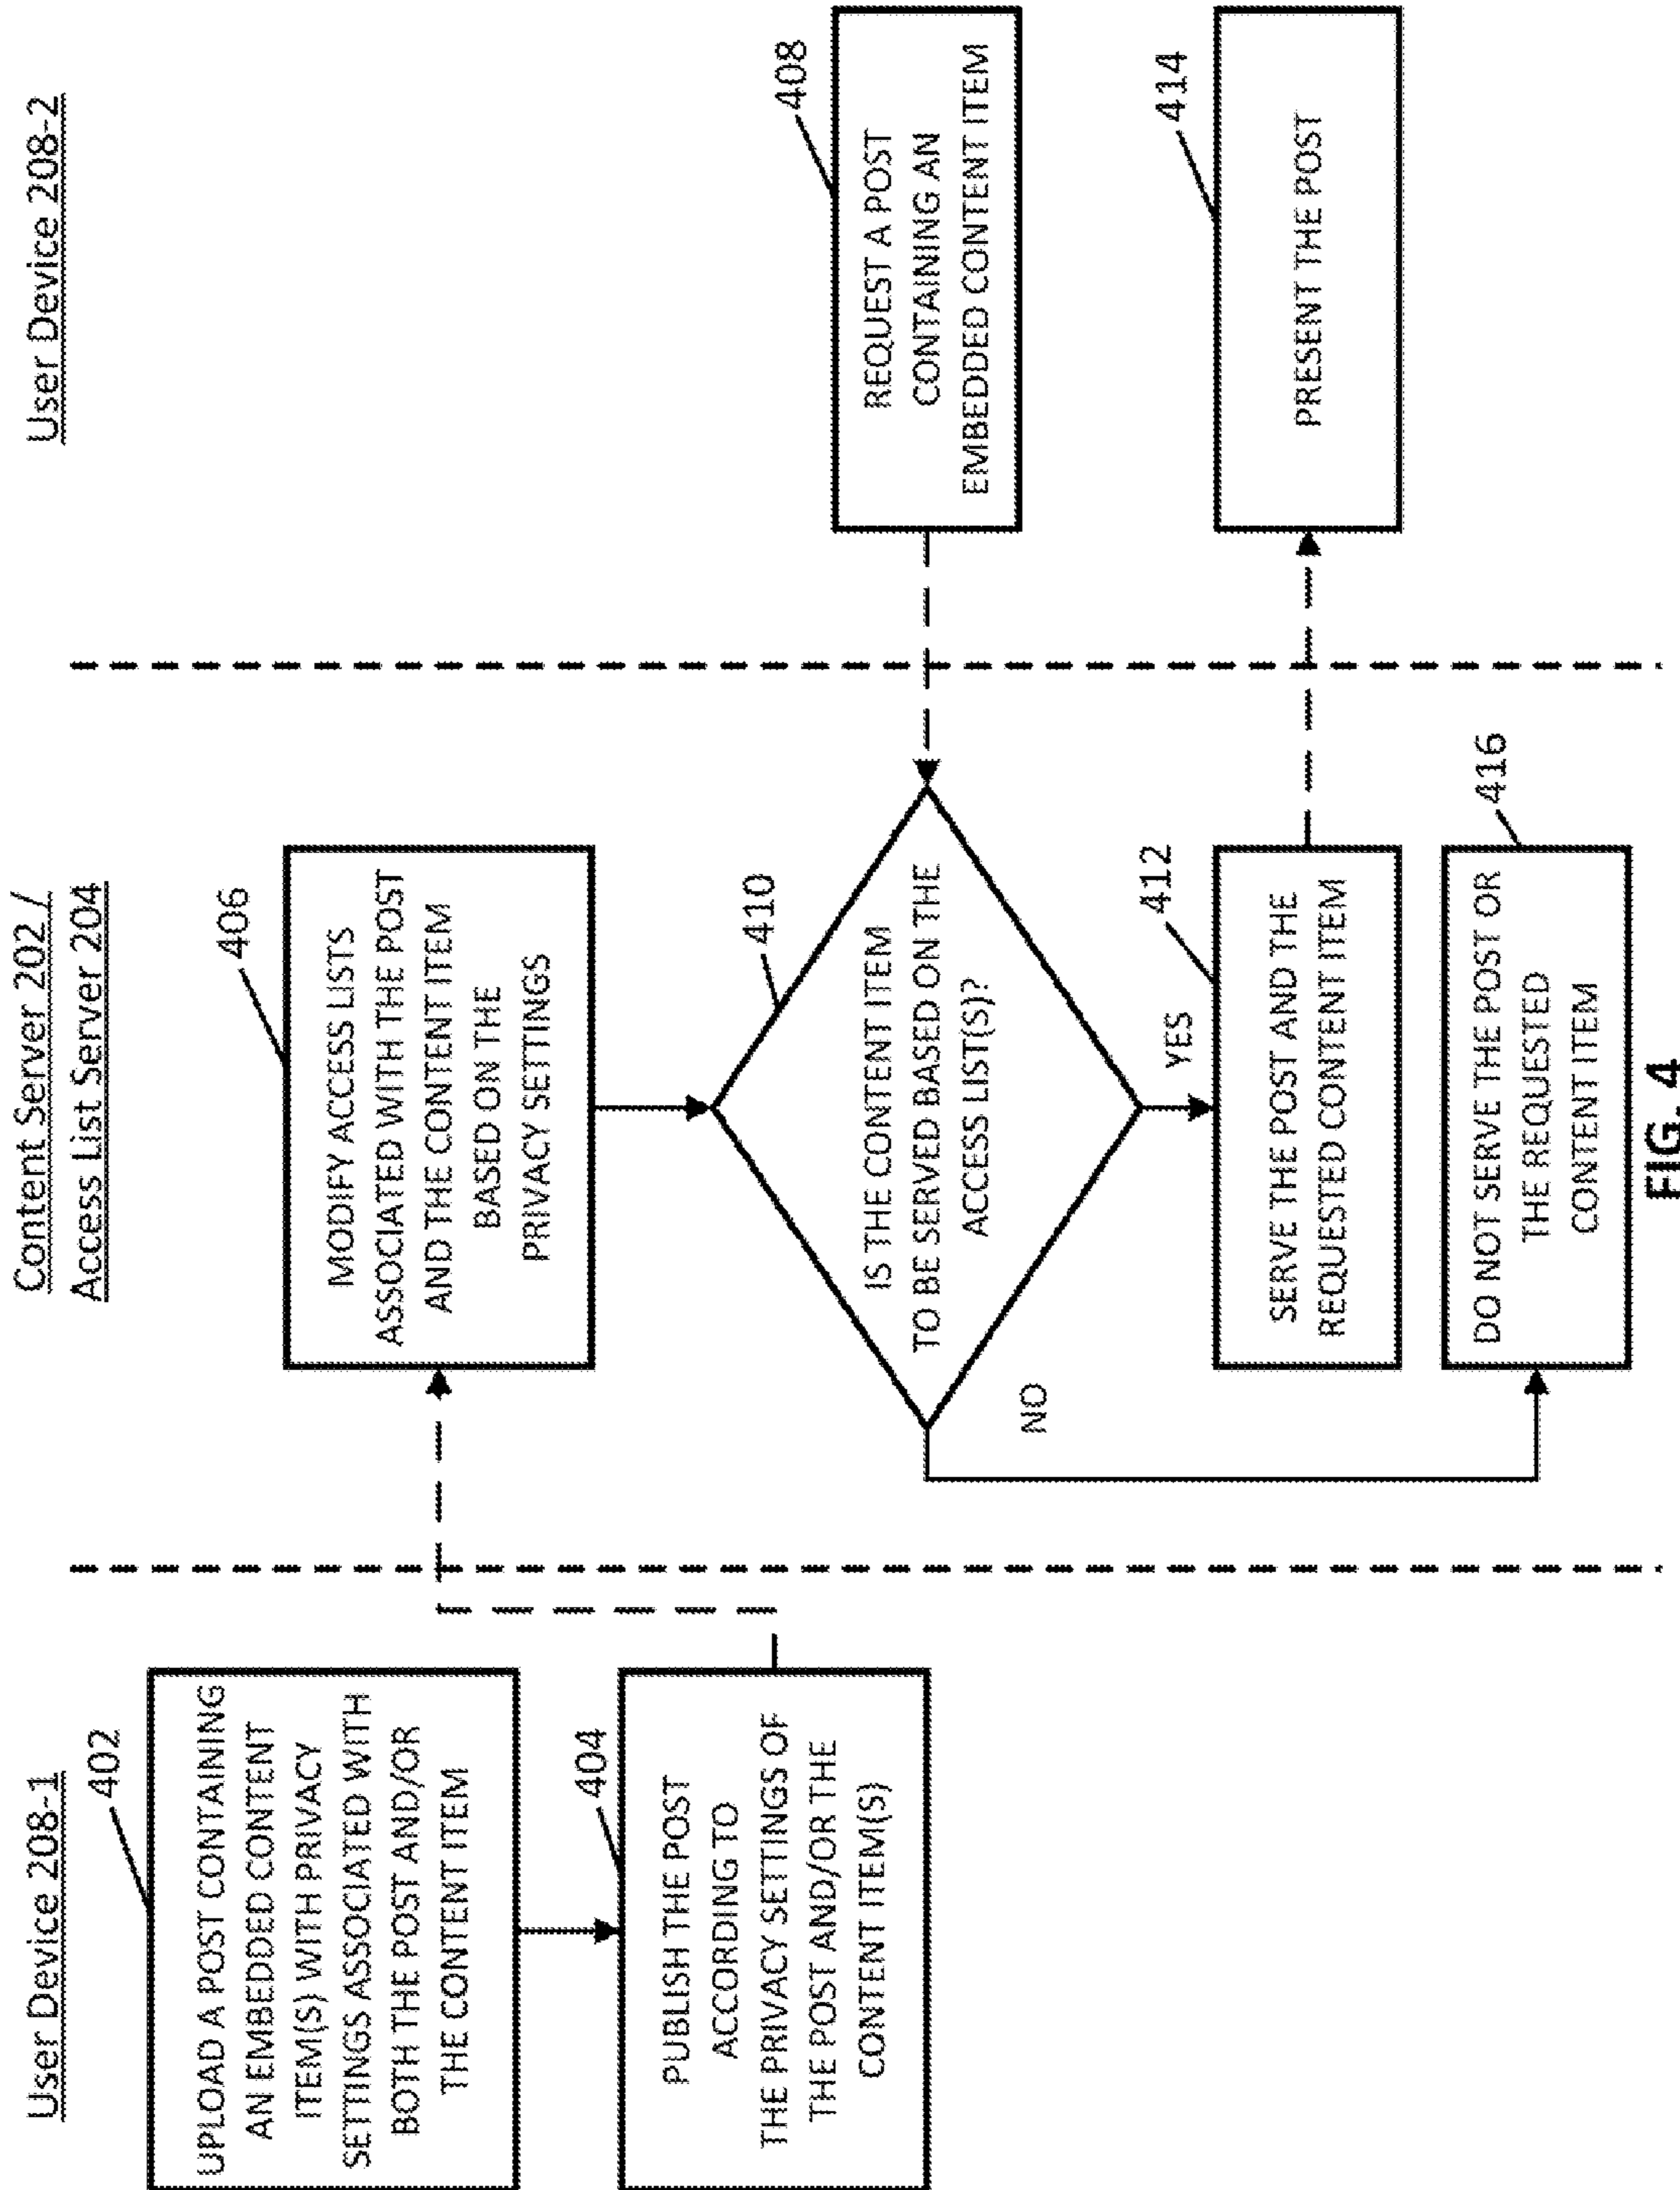 User Device 208-1
402
UPLOAD A POST CONTAINING
AN EMBEDDED CONTENT
ITEM(S) WITH PRIVACY
SETTINGS ASSOCIATED WITH
BOTH THE POST AND/OR
THE CONTENT ITEM
404
PUBLISH THE POST
ACCORDING TO
THE PRIVACY SETTINGS OF
THE POST AND/OR THE
CONTENT ITEM(S)
Content Server 202 /
Access List Server 204
406
MODIFY ACCESS LISTS
ASSOCIATED WITH THE POST
AND THE CONTENT ITEM
BASED ON THE
PRIVACY SETTINGS
410
IS THE CONTENT ITEM
TO BE SERVED BASED ON THE
ACCESS LIST(S)?
YES
NO
412
SERVE THE POST AND THE
REQUESTED CONTENT ITEM
416
DO NOT SERVE THE POST OR
THE REQUESTED
CONTENT ITEM
User Device 208-2
408
REQUEST A POST
CONTAINING AN
EMBEDDED CONTENT ITEM
414
PRESENT THE POST
FIG. 4